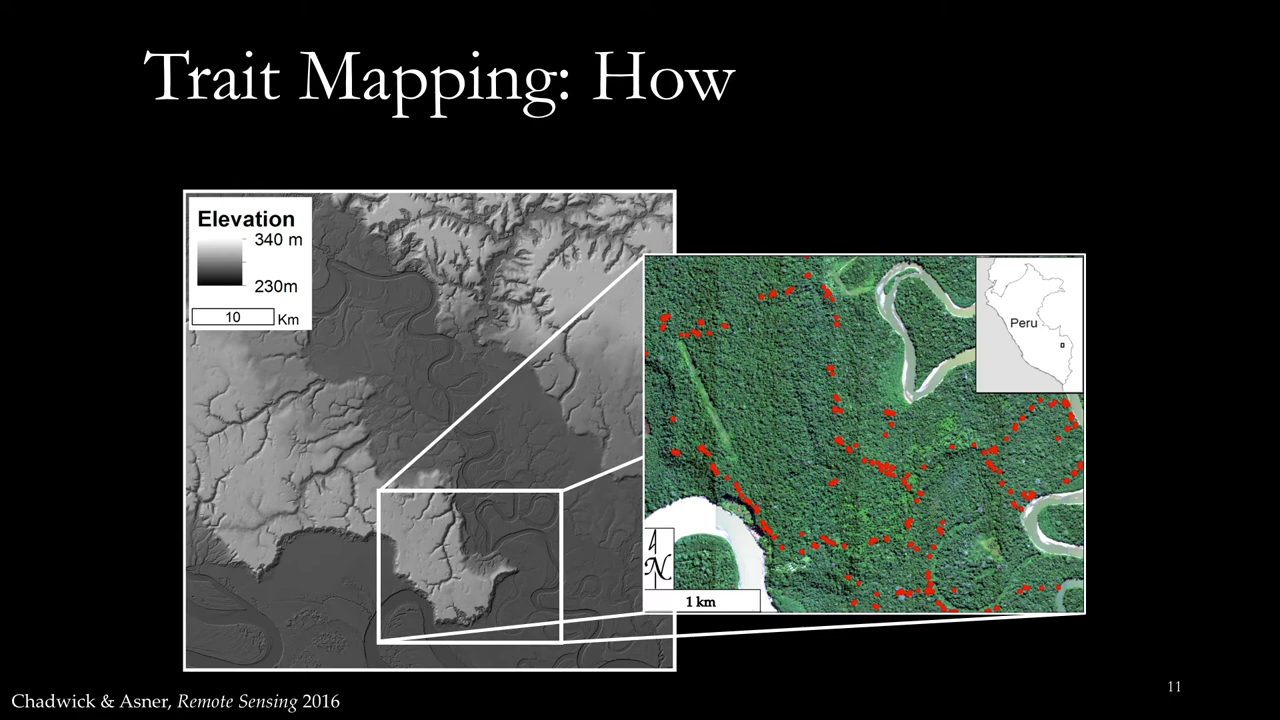 Trait Mapping: How
Elevation
340 m
230m
10 Km
Peru
N
1 km
Chadwick & Asner, Remote Sensing 2016
11